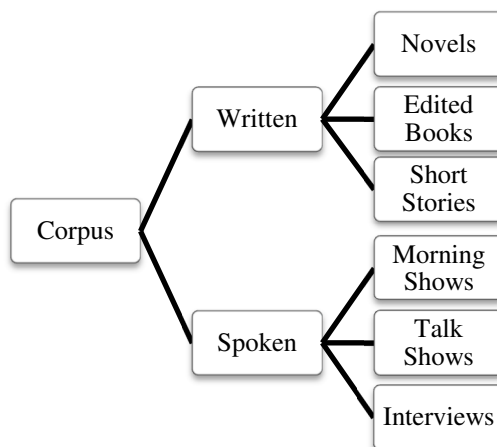 Corpus
Written
Novels
Edited
Books
Short
Stories
Spoken
Morning
Shows
Talk
Shows
Interviews